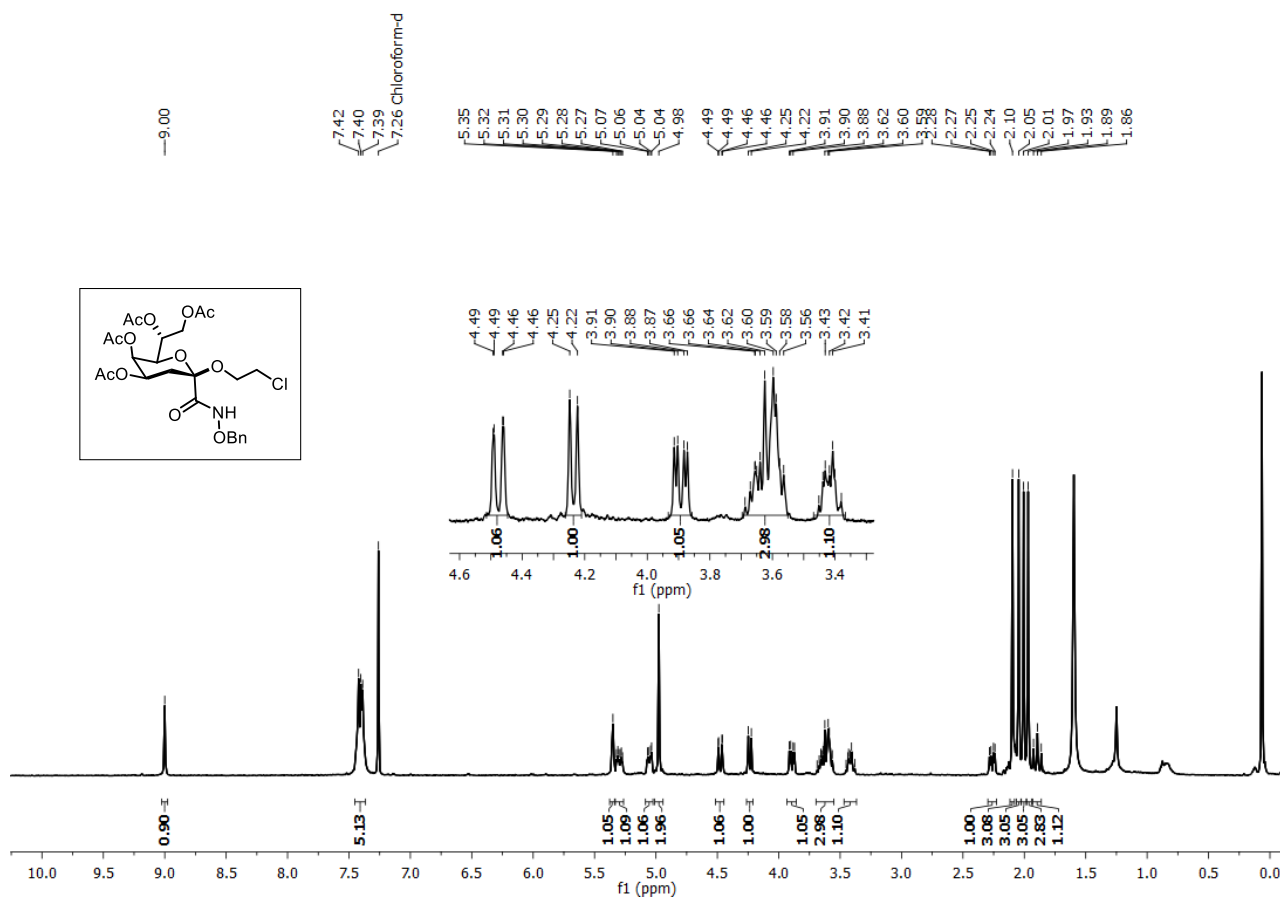 9.00 7.42 7.40 7.39 7.26 Chloroform-d 5.35 5.32 5.31 5.30 5.29 5.28 5.27 5.07 5.06 5.04 5.04 4.98 4.49 4.49 4.46 4.46 4.25 4.22 3.91 3.90 3.88 3.62 3.60 3.59 2.28 2.27 2.25 2.24 2.10 2.05 2.01 1.97 1.93 1.89 1.86
AcO OAc
AcO
AcO
O
O
Cl
O
NH
OBn
4.49 4.49 4.46 4.46 4.25 4.22 3.91 3.90 3.88 3.87 3.66 3.66 3.64 3.62 3.60 3.59 3.58 3.56 3.43 3.42 3.41
1.06 1.00 1.05 2.98 1.10
4.6 4.4 4.2 4.0 3.8 3.6 3.4
f1 (ppm)
0.90 5.13 1.05 1.09 1.06 1.96 1.06 1.00 1.05 2.98 1.10 1.00 3.08 3.05 3.05 2.83 1.12
10.0 9.5 9.0 8.5 8.0 7.5 7.0 6.5 6.0 5.5 5.0 4.5 4.0 3.5 3.0 2.5 2.0 1.5 1.0 0.5 0.0
f1 (ppm)